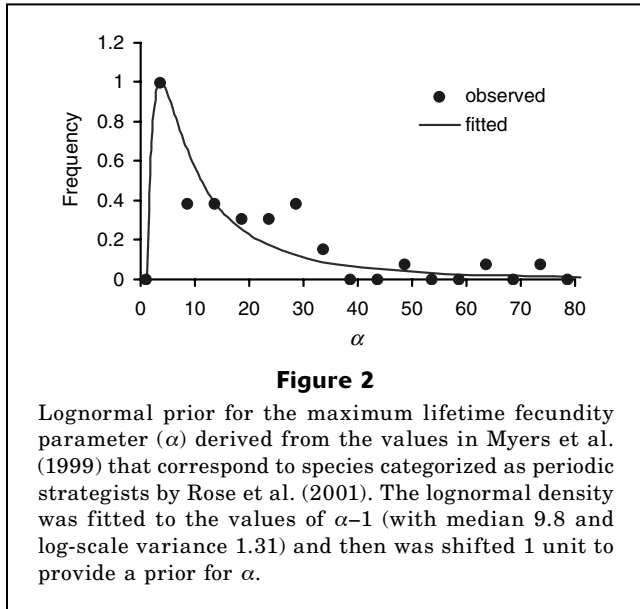 1.2
1
0.8
0.6
0.4
0.2
0
Frequency
observed
fitted
0 10 20 30 40 50 60 70 80
α
Figure 2
Lognormal prior for the maximum lifetime fecundity
parameter (α) derived from the values in Myers et al.
(1999) that correspond to species categorized as periodic
strategists by Rose et al. (2001). The lognormal density
was fitted to the values of α–1 (with median 9.8 and
log-scale variance 1.31) and then was shifted 1 unit to
provide a prior for α.